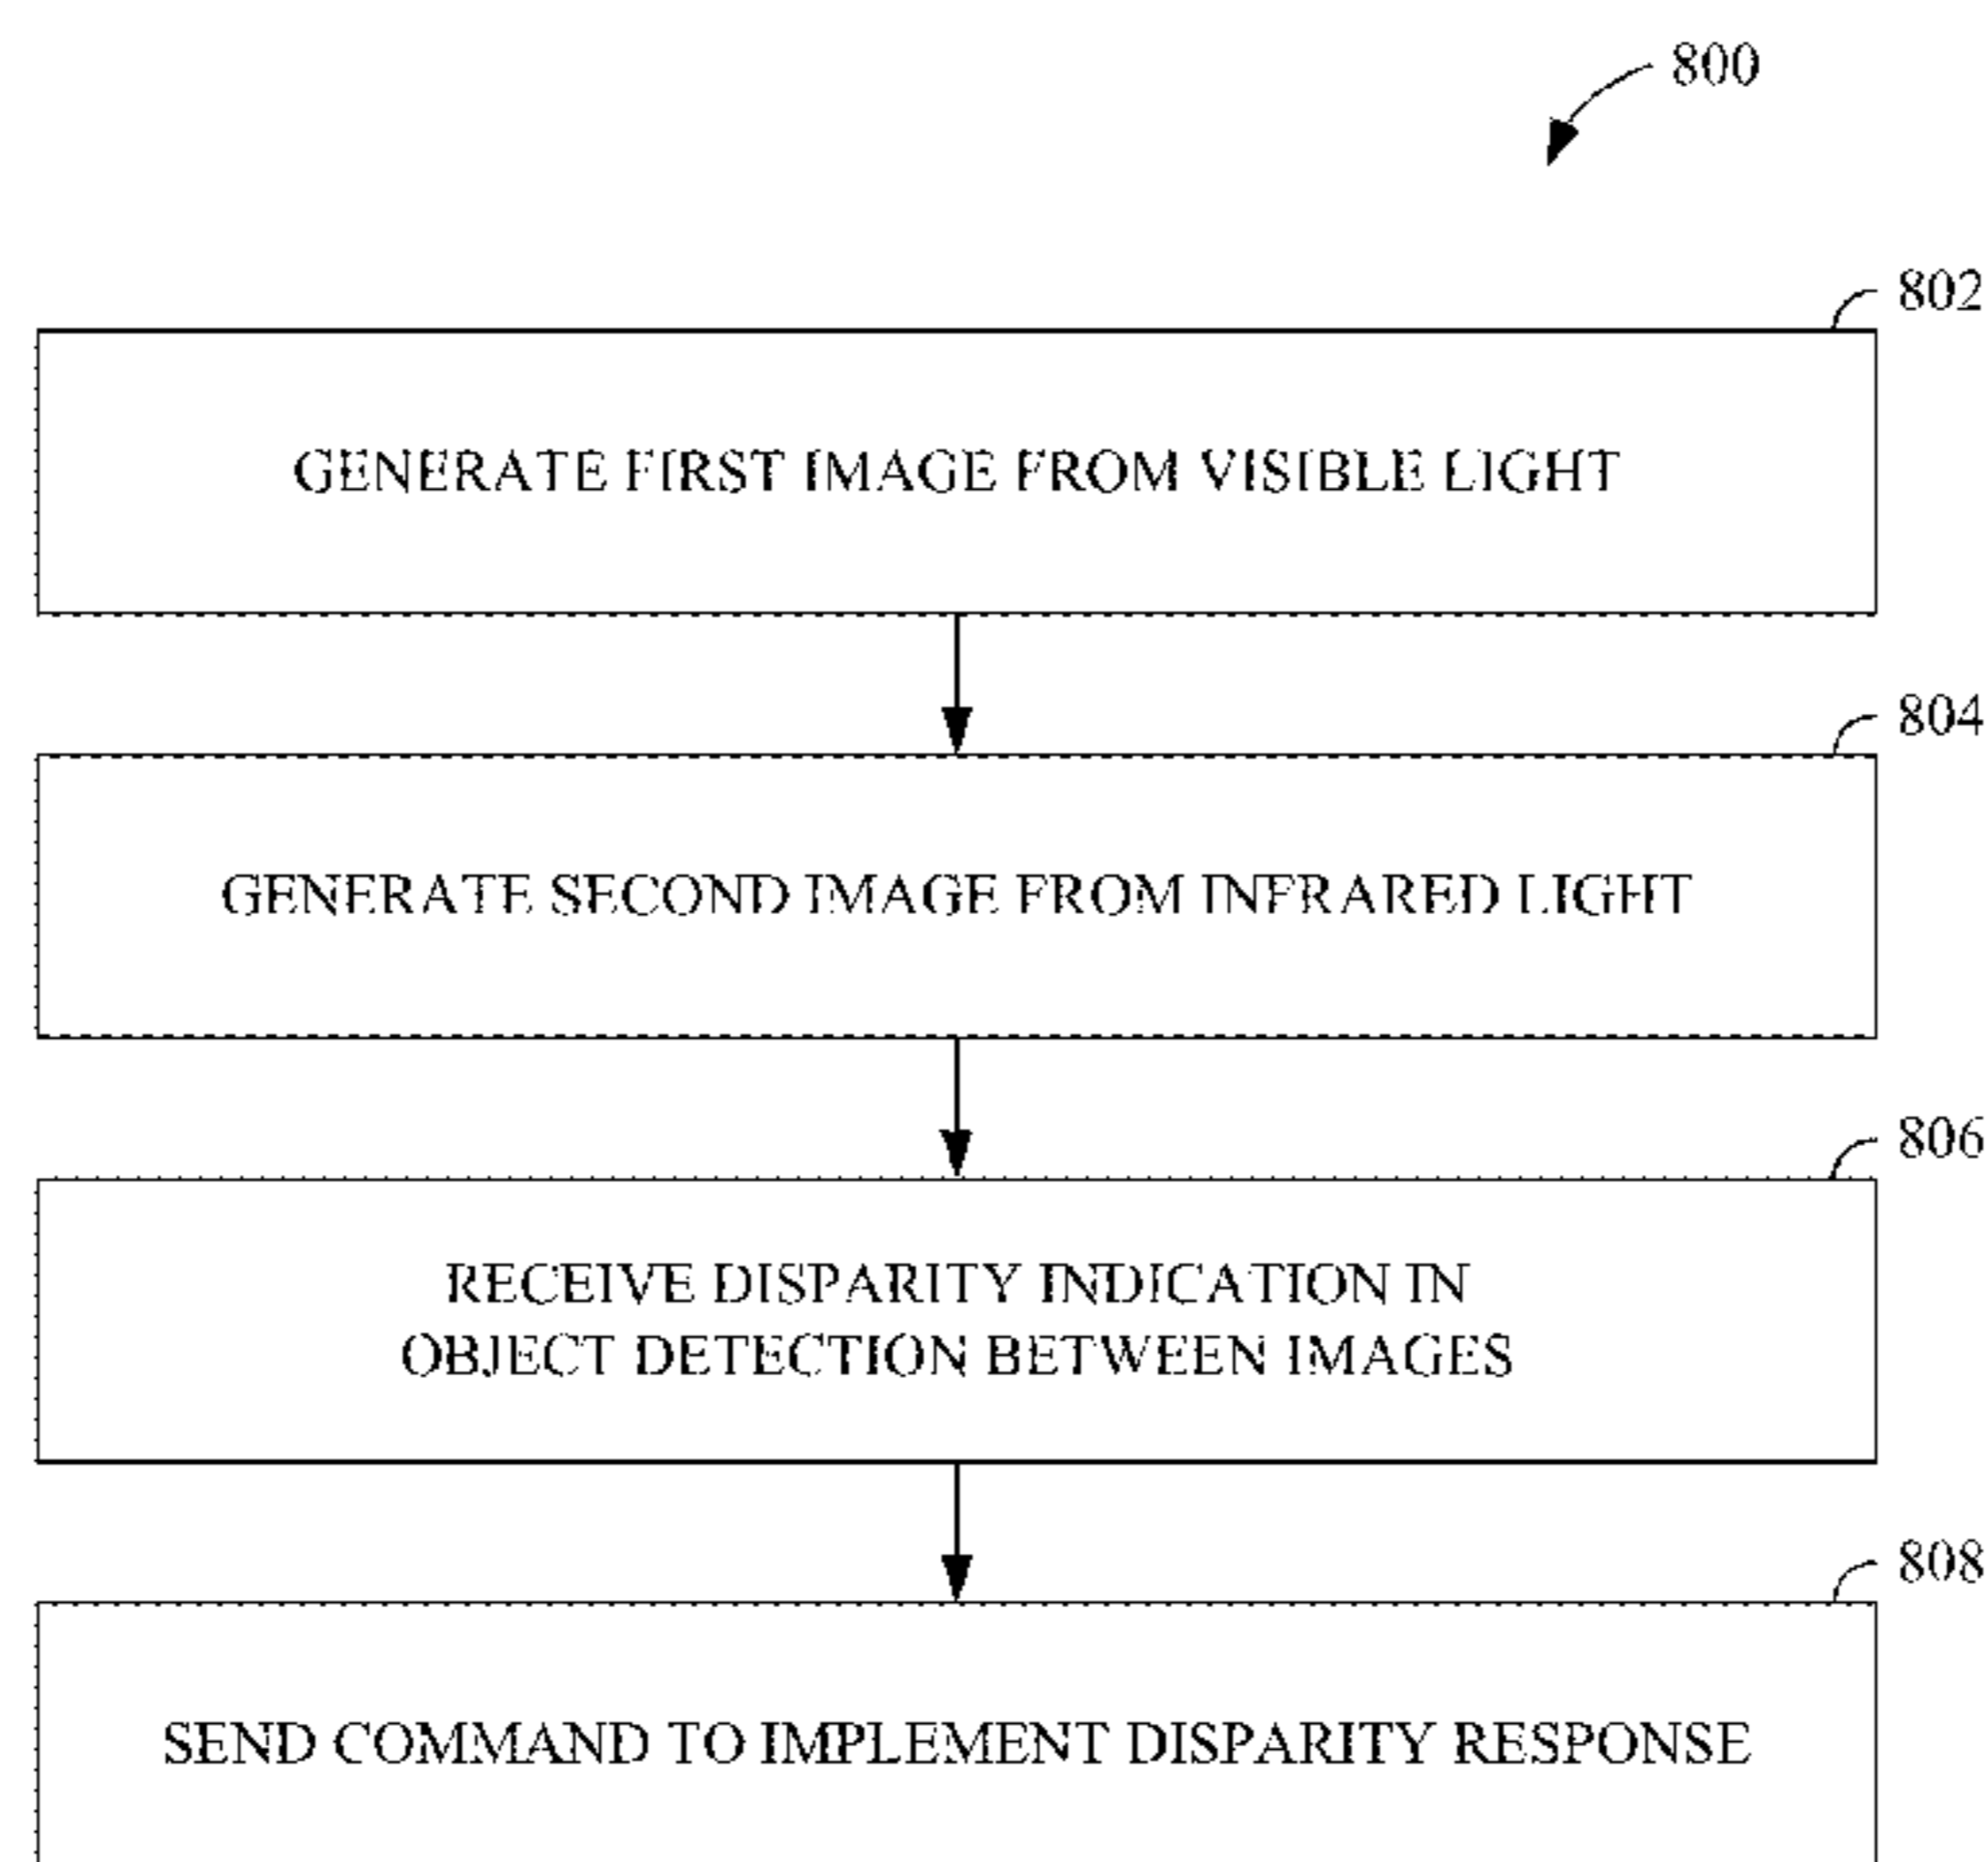 800
802
GENERATE FIRST IMAGE FROM VISIBLE LIGHT
804
GENERATE SECOND IMAGE FROM INFRARED LIGHT
806
RECEIVE DISPARITY INDICATION IN
OBJECT DETECTION BETWEEN IMAGES
808
SEND COMMAND TO IMPLEMENT DISPARITY RESPONSE